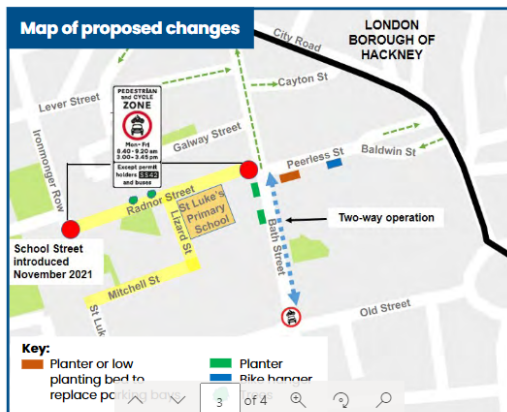 Map of proposed changes
LONDON
BOROUGH OF
HACKNEY
City Road
Cayton St
Lever Street
PEDESTRIAN
and CYCLE
ZONE
Mon-Fri
8.40-9.20 am
3.00-3.45 pm
Except permit
holders SS42
and buses
Ironmonger Row
Galway Street
Peerless St
Baldwin St
Radnor Street
Lizard St
St Luke's
Primary
School
Bath Street
Two-way operation
School Street
introduced
November 2021
Mitchell St
St Luke
Old Street
Key:
Planter or low
planting bed to
replace parking bays
Planter
Bike hanger
3 of 4